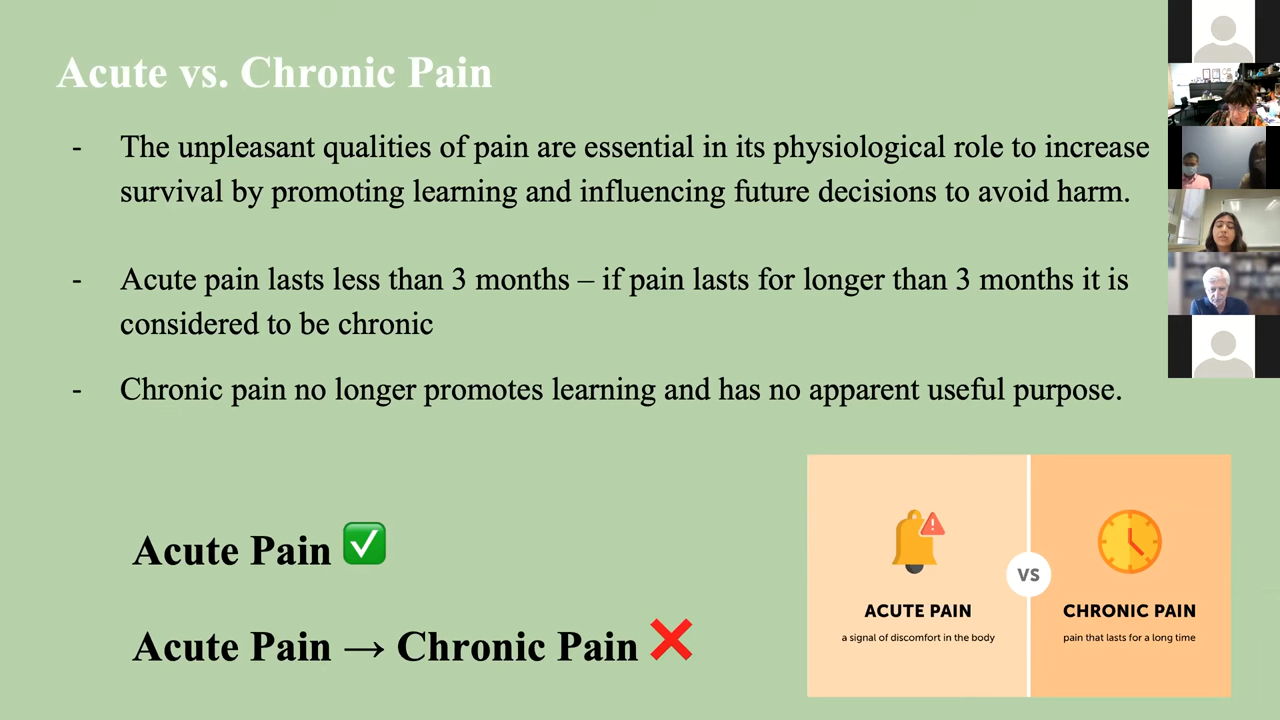 Acute vs. Chronic Pain
- The unpleasant qualities of pain are essential in its physiological role to increase
survival by promoting learning and influencing future decisions to avoid harm.
- Acute pain lasts less than 3 months – if pain lasts for longer than 3 months it is
considered to be chronic
- Chronic pain no longer promotes learning and has no apparent useful purpose.
Acute Pain ✅
Acute Pain → Chronic Pain ❌
VS
ACUTE PAIN
a signal of discomfort in the body
CHRONIC PAIN
pain that lasts for a long time